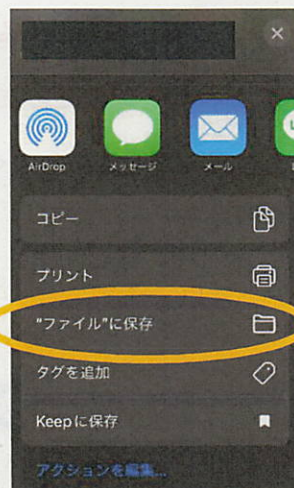 AirDrop
メッセージ
メール
コピー
プリント
"ファイル"に保存
タグを追加
Keepに保存
アクションを編集...